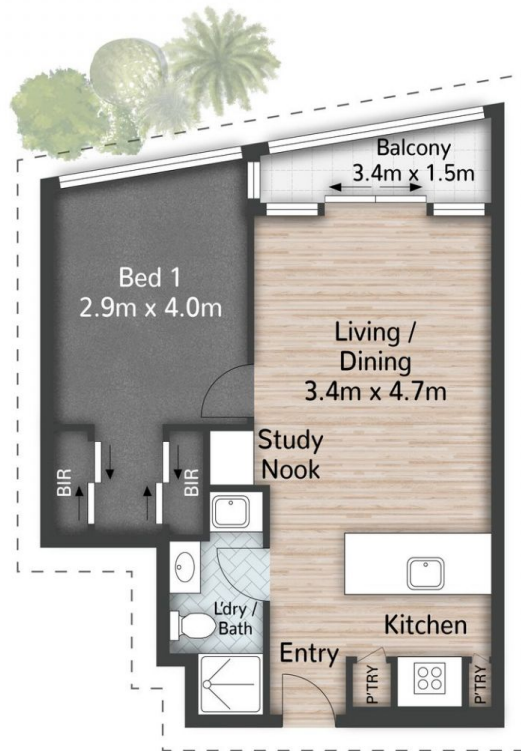 Balcony
3.4m x 1.5m
Bed 1
2.9m x 4.0m
Living /
Dining
3.4m x 4.7m
Study
Nook
BIR
BIR
L'dry /
Bath
Kitchen
Entry
P'TRY
P'TRY